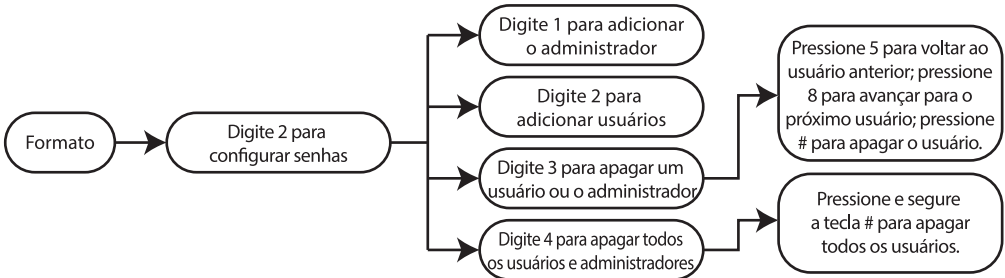 Formato
Digite 2 para
configurar senhas
Digite 1 para adicionar
o administrador
Digite 2 para
adicionar usuários
Digite 3 para apagar um
usuário ou o administrador
Digite 4 para apagar todos
os usuários e administradores
Pressione 5 para voltar ao
usuário anterior; pressione
8 para avançar para o
próximo usuário; pressione
# para apagar o usuário.
Pressione e segure
a tecla # para apagar
todos os usuários.